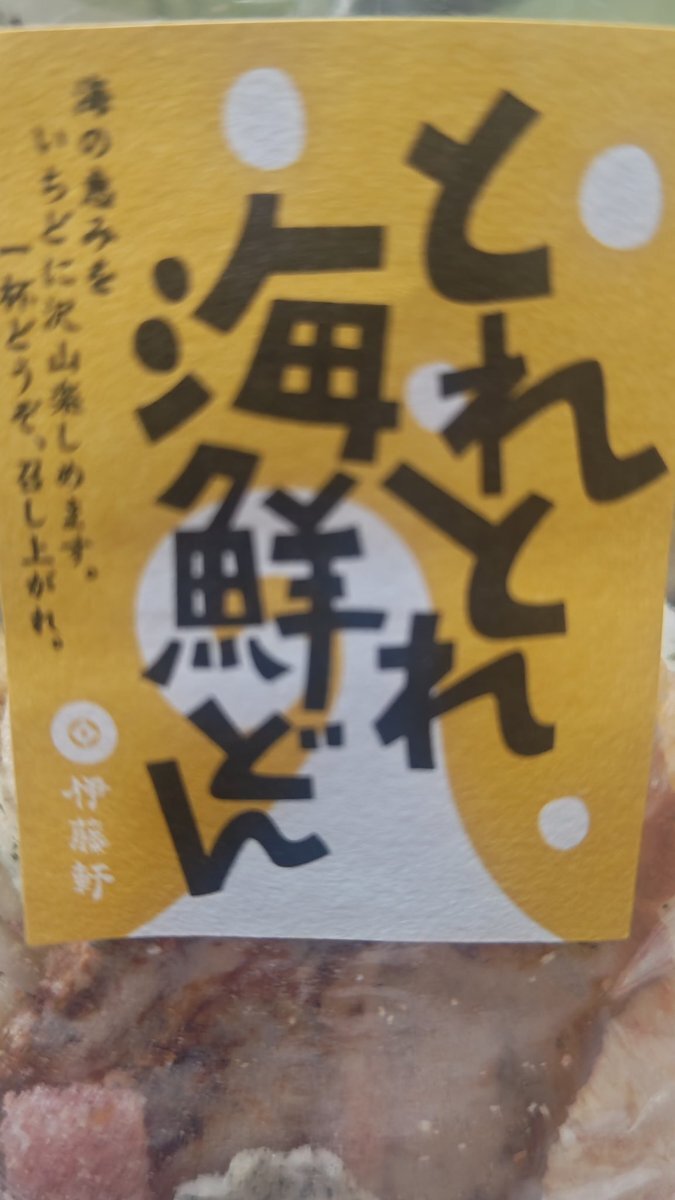 とれとれ
海鮮ぞん
海の恵みを
いちどに沢山楽しめます。
一杯どうぞ、召し上がれ。
伊藤軒